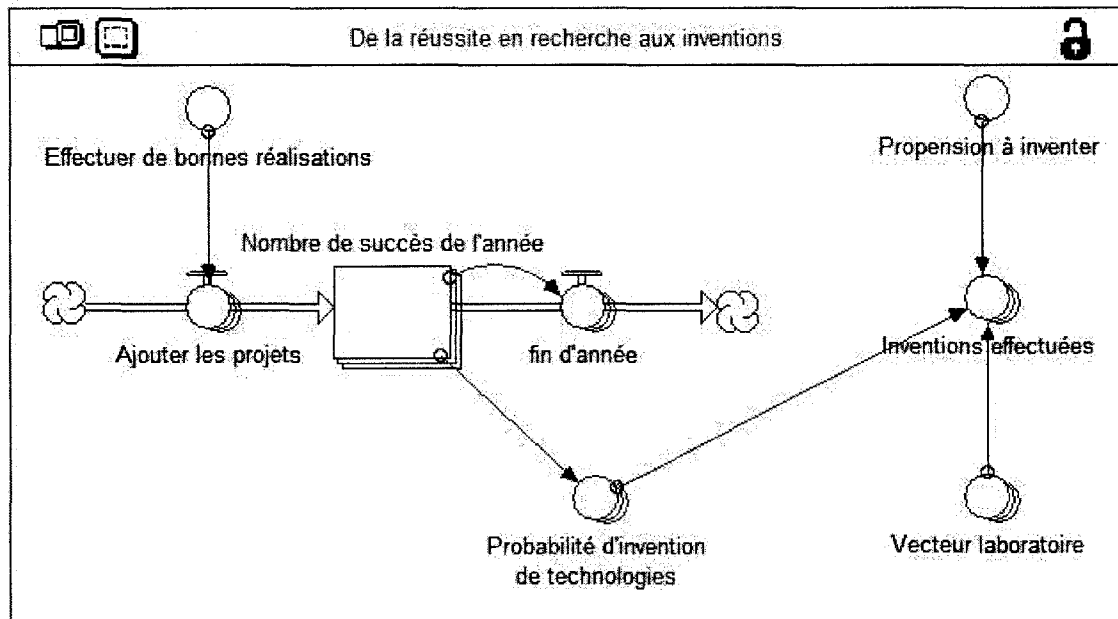 De la réussite en recherche aux inventions
Effectuer de bonnes réalisations
Propension à inventer
Nombre de succès de l'année
Ajouter les projets
fin d'année
Inventions effectuées
Probabilité d'invention
de technologies
Vecteur laboratoire